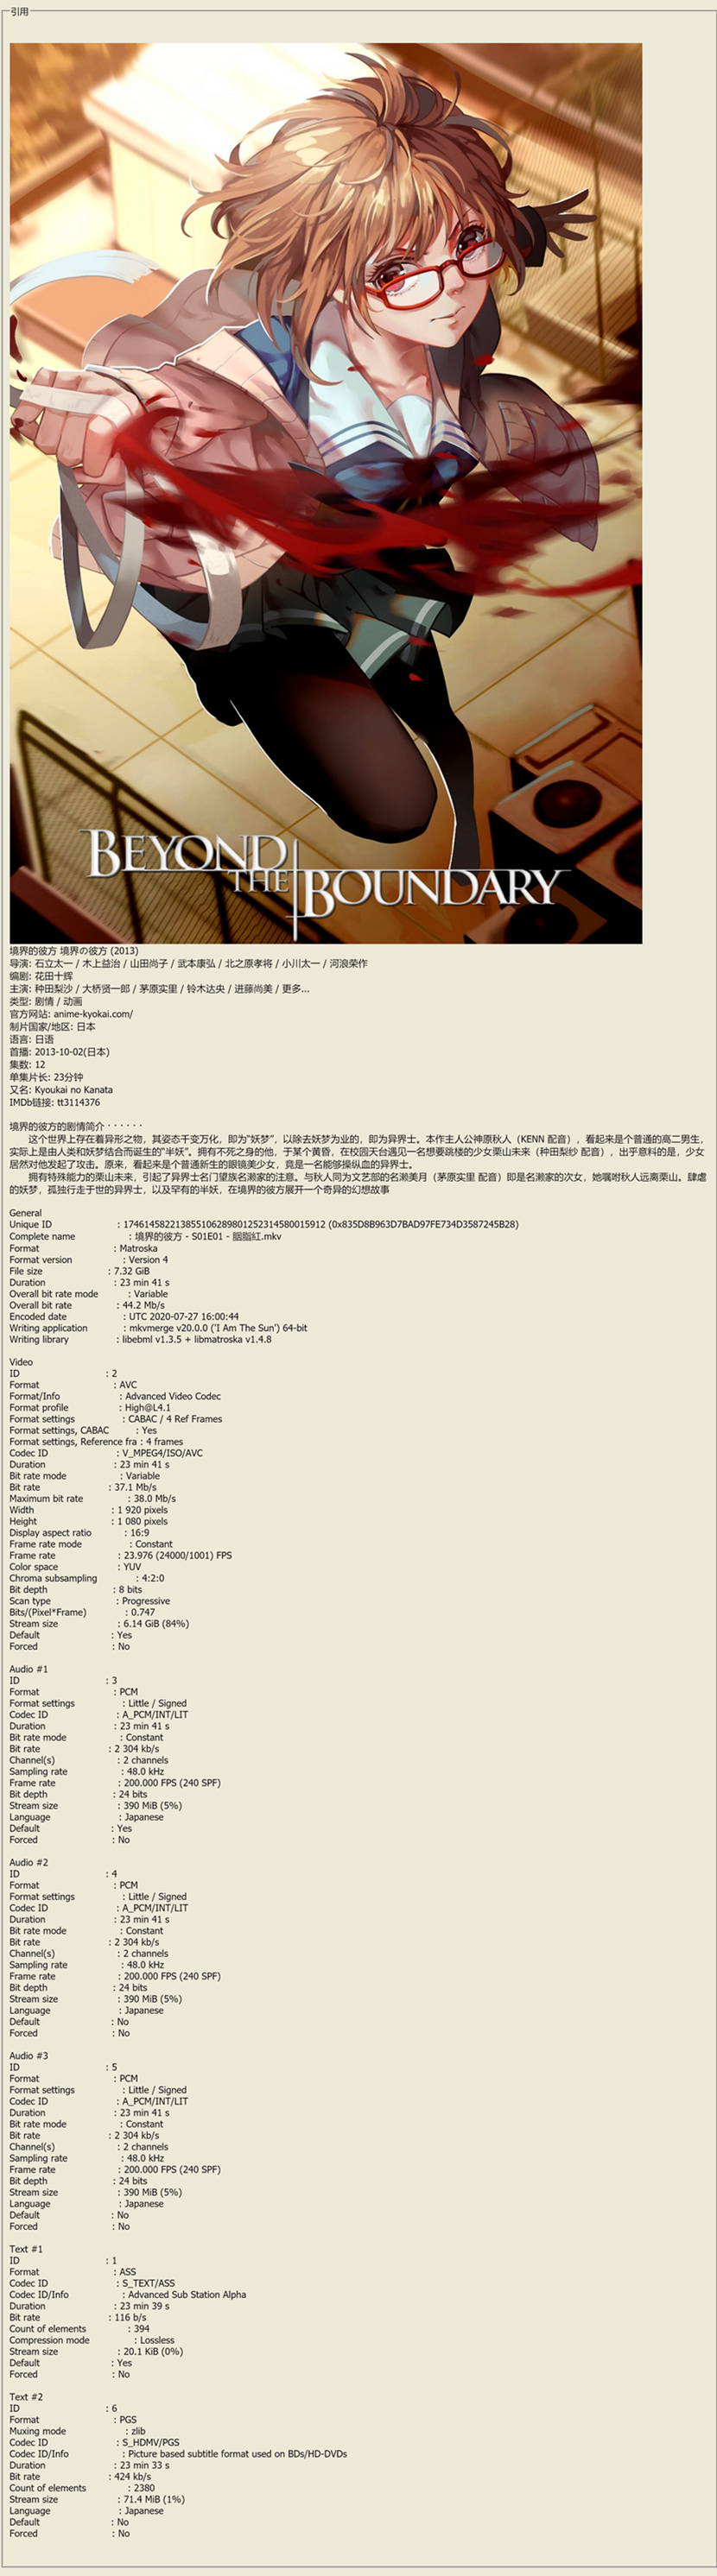 引用
BEYOND
THE BOUNDARY
境界的彼方 境界の彼方 (2013)
导演: 石立太一 / 木上益治 / 山田尚子 / 武本康弘 / 北之原孝将 / 小川太一 / 河浪荣作
编剧: 花田十辉
主演: 种田梨沙 / 大桥贤一郎 / 茅原实里 / 铃木达央 / 进藤尚美 / 更多...
类型: 剧情 / 动画
官方网站: anime-kyokai.com/
制片国家/地区: 日本
语言: 日语
首播: 2013-10-02(日本)
集数: 12
单集片长: 23分钟
又名: Kyoukai no Kanata
IMDb链接: tt3114376
境界的彼方的剧情简介 · · · · · ·
这个世界上存在着异形之物，其姿态千变万化，即为“妖梦”，以除去妖梦为业的，即为异界士。本作主人公神原秋人（KENN 配音），看起来是个普通的高二男生，
实际上是由人类和妖梦结合而诞生的“半妖”。拥有不死之身的他，于某个黄昏，在校园天台遇见一名想要跳楼的少女栗山未来（种田梨纱 配音），出乎意料的是，少女
居然对他发起了攻击。原来，看起来是个普通新生的眼镜美少女，竟是一名能够操纵血的异界士。
拥有特殊能力的栗山未来，引起了异界士名门望族名濑家的注意。与秋人同为文艺部的名濑美月（茅原实里 配音）即是名濑家的次女，她嘱咐秋人远离栗山。肆虐
的妖梦，孤独行走于世的异界士，以及罕有的半妖，在境界的彼方展开一个奇异的幻想故事
General
Unique ID : 174614582213855106289801252314580015912 (0x835D8B963D7BAD97FE734D3587245B28)
Complete name : 境界的彼方 - S01E01 - 胭脂紅.mkv
Format : Matroska
Format version : Version 4
File size : 7.32 GiB
Duration : 23 min 41 s
Overall bit rate mode : Variable
Overall bit rate : 44.2 Mb/s
Encoded date : UTC 2020-07-27 16:00:44
Writing application : mkvmerge v20.0.0 ('I Am The Sun') 64-bit
Writing library : libebml v1.3.5 + libmatroska v1.4.8
Video
ID : 2
Format : AVC
Format/Info : Advanced Video Codec
Format profile : High@L4.1
Format settings : CABAC / 4 Ref Frames
Format settings, CABAC : Yes
Format settings, Reference fra : 4 frames
Codec ID : V_MPEG4/ISO/AVC
Duration : 23 min 41 s
Bit rate mode : Variable
Bit rate : 37.1 Mb/s
Maximum bit rate : 38.0 Mb/s
Width : 1 920 pixels
Height : 1 080 pixels
Display aspect ratio : 16:9
Frame rate mode : Constant
Frame rate : 23.976 (24000/1001) FPS
Color space : YUV
Chroma subsampling : 4:2:0
Bit depth : 8 bits
Scan type : Progressive
Bits/(Pixel*Frame) : 0.747
Stream size : 6.14 GiB (84%)
Default : Yes
Forced : No
Audio #1
ID : 3
Format : PCM
Format settings : Little / Signed
Codec ID : A_PCM/INT/LIT
Duration : 23 min 41 s
Bit rate mode : Constant
Bit rate : 2 304 kb/s
Channel(s) : 2 channels
Sampling rate : 48.0 kHz
Frame rate : 200.000 FPS (240 SPF)
Bit depth : 24 bits
Stream size : 390 MiB (5%)
Language : Japanese
Default : Yes
Forced : No
Audio #2
ID : 4
Format : PCM
Format settings : Little / Signed
Codec ID : A_PCM/INT/LIT
Duration : 23 min 41 s
Bit rate mode : Constant
Bit rate : 2 304 kb/s
Channel(s) : 2 channels
Sampling rate : 48.0 kHz
Frame rate : 200.000 FPS (240 SPF)
Bit depth : 24 bits
Stream size : 390 MiB (5%)
Language : Japanese
Default : No
Forced : No
Audio #3
ID : 5
Format : PCM
Format settings : Little / Signed
Codec ID : A_PCM/INT/LIT
Duration : 23 min 41 s
Bit rate mode : Constant
Bit rate : 2 304 kb/s
Channel(s) : 2 channels
Sampling rate : 48.0 kHz
Frame rate : 200.000 FPS (240 SPF)
Bit depth : 24 bits
Stream size : 390 MiB (5%)
Language : Japanese
Default : No
Forced : No
Text #1
ID : 1
Format : ASS
Codec ID : S_TEXT/ASS
Codec ID/Info : Advanced Sub Station Alpha
Duration : 23 min 39 s
Bit rate : 116 b/s
Count of elements : 394
Compression mode : Lossless
Stream size : 20.1 KiB (0%)
Default : Yes
Forced : No
Text #2
ID : 6
Format : PGS
Muxing mode : zlib
Codec ID : S_HDMV/PGS
Codec ID/Info : Picture based subtitle format used on BDs/HD-DVDs
Duration : 23 min 33 s
Bit rate : 424 kb/s
Count of elements : 2380
Stream size : 71.4 MiB (1%)
Language : Japanese
Default : No
Forced : No